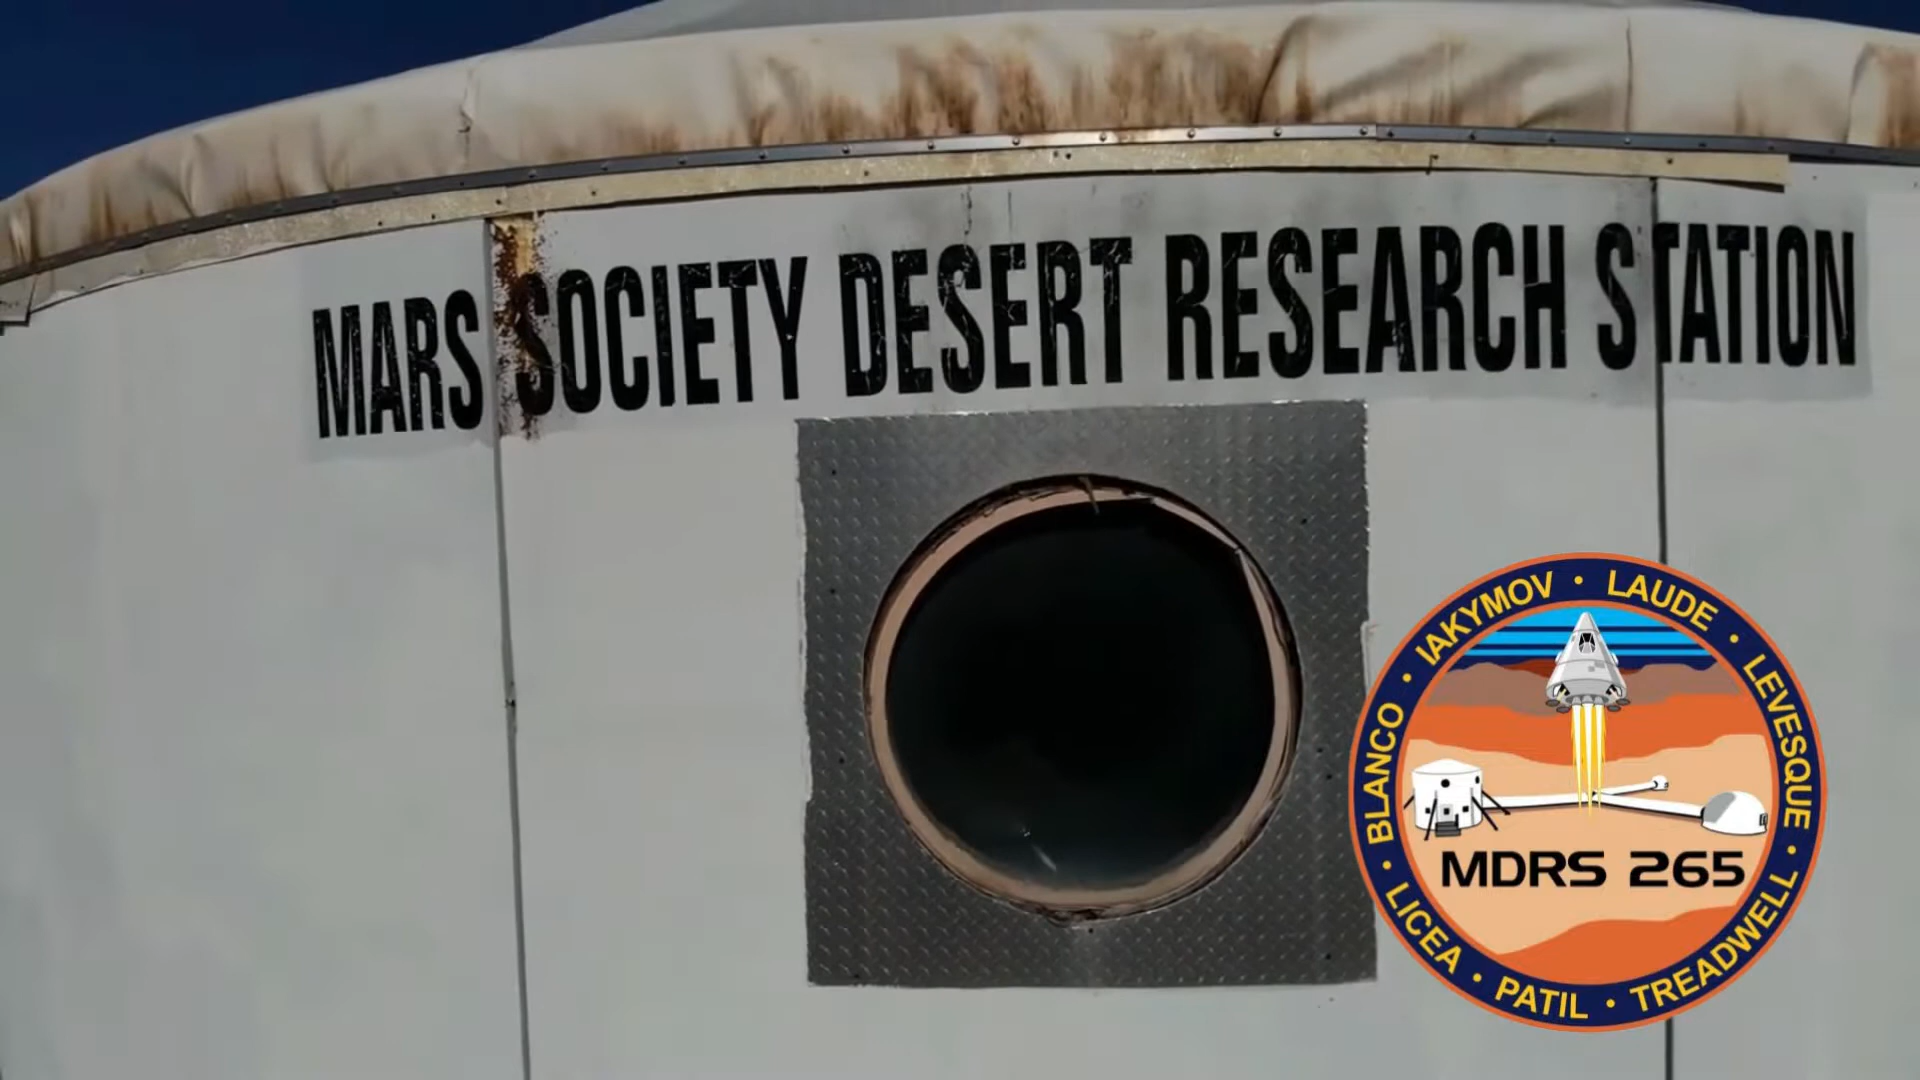 MARS SOCIETY DESERT RESEARCH STATION
BLANCO • IAKYMOV • LAUDE • LEVESQUE • TREADWELL • PATIL • LICEA •
MDRS 265